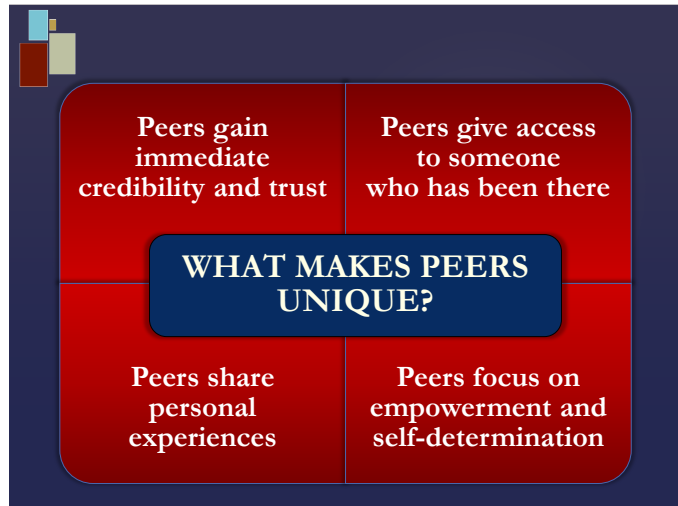 Peers gain
immediate
credibility and trust
Peers give access
to someone
who has been there
WHAT MAKES PEERS
UNIQUE?
Peers share
personal
experiences
Peers focus on
empowerment and
self-determination